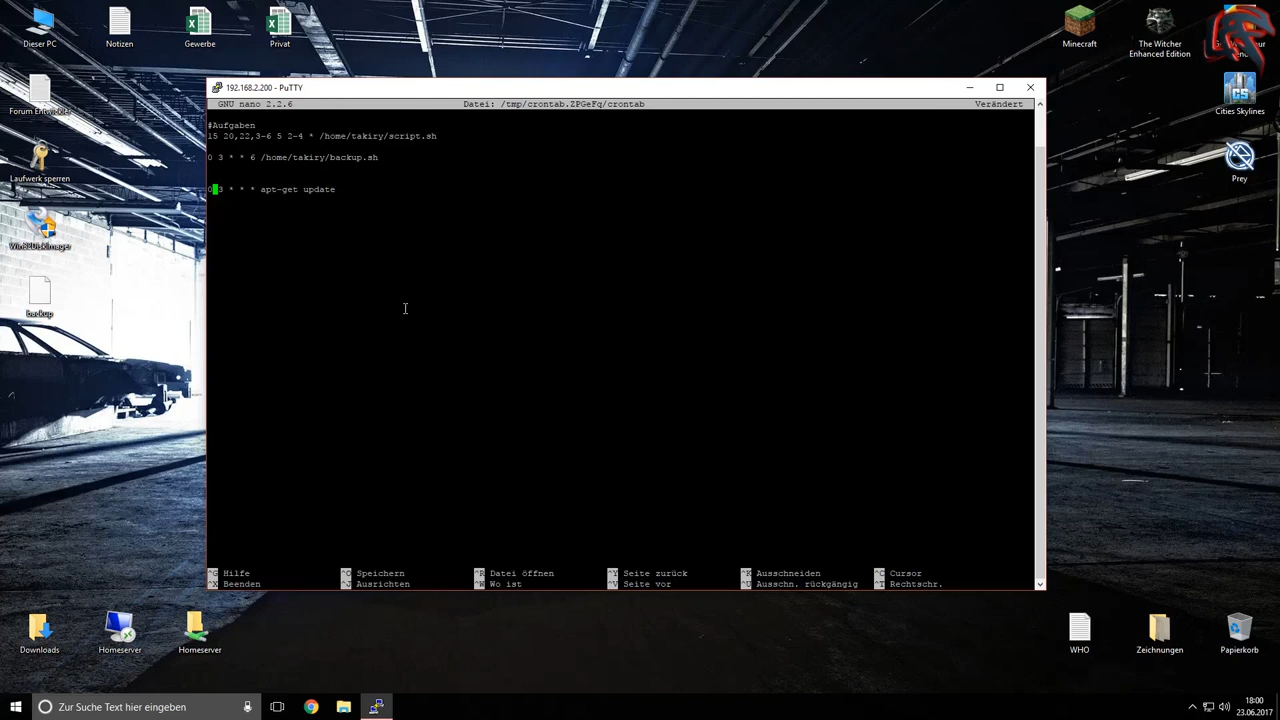 Dieser PC
Notizen
Gewerbe
Privat
Minecraft
The Witcher
Enhanced Edition
Forum Entwickler
Cities Skylines
Laufwerk sperren
Prey
Win32DiskImager
backup
192.168.2.200 - PuTTY
GNU nano 2.2.6 Datei: /tmp/crontab.ZPGeFq/crontab Verändert
#Aufgaben
15 20,22,3-6 5 2-4 * /home/takiry/script.sh
0 3 * * 6 /home/takiry/backup.sh
0 3 * * * apt-get update
^G Hilfe ^O Speichern ^R Datei öffnen ^Y Seite zurück ^K Ausschneiden ^C Cursor
^X Beenden ^J Ausrichten ^W Wo ist ^V Seite vor ^U Ausschn. rückgängig ^T Rechtschr.
Downloads
Homeserver
Homeserver
WHO
Zeichnungen
Papierkorb
Zur Suche Text hier eingeben
18:00
23.06.2017